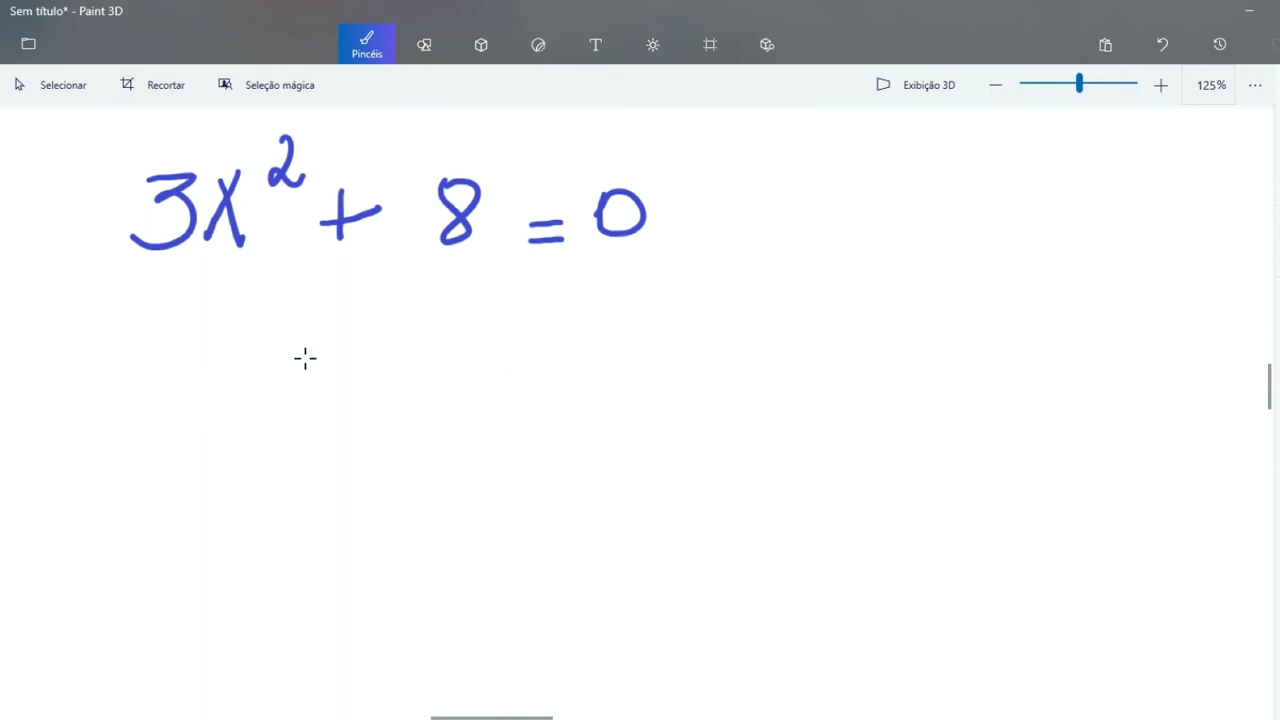 Sem título* - Paint 3D
Pincéis
Selecionar Recortar Seleção mágica Exibição 3D 125%
3x² + 8 = 0